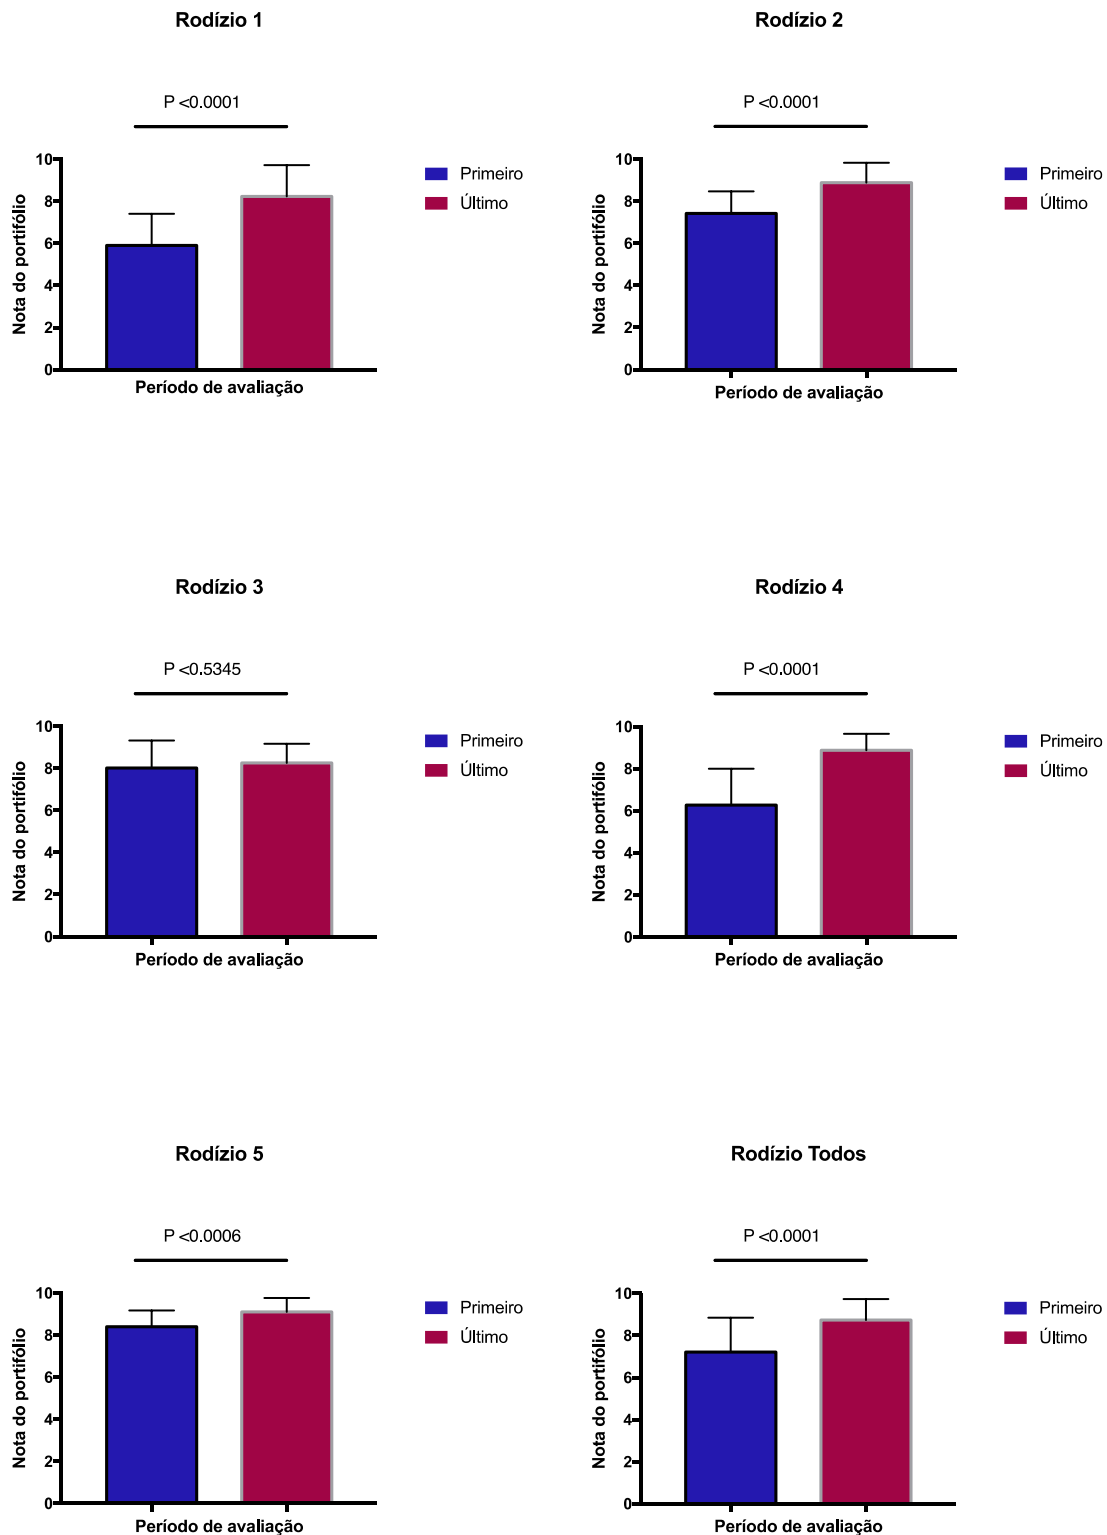 Rodízio 1
P <0.0001
Nota do portifólio
10
8
6
4
2
0
Período de avaliação
Primeiro
Último
Rodízio 2
P <0.0001
Nota do portifólio
10
8
6
4
2
0
Período de avaliação
Primeiro
Último
Rodízio 3
P <0.5345
Nota do portifólio
10
8
6
4
2
0
Período de avaliação
Primeiro
Último
Rodízio 4
P <0.0001
Nota do portifólio
10
8
6
4
2
0
Período de avaliação
Primeiro
Último
Rodízio 5
P <0.0006
Nota do portifólio
10
8
6
4
2
0
Período de avaliação
Primeiro
Último
Rodízio Todos
P <0.0001
Nota do portifólio
10
8
6
4
2
0
Período de avaliação
Primeiro
Último